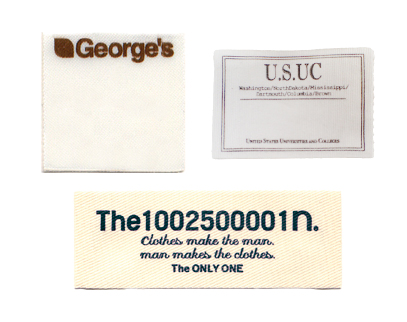 George's
U.S.UC
Washington/NorthDakota/Mississippi/
Dartmouth/Columbia/Brown
UNITED STATES UNIVERSITIES AND COLLEGES
The1002500001n.
Clothes make the man.
man makes the clothes.
The ONLY ONE